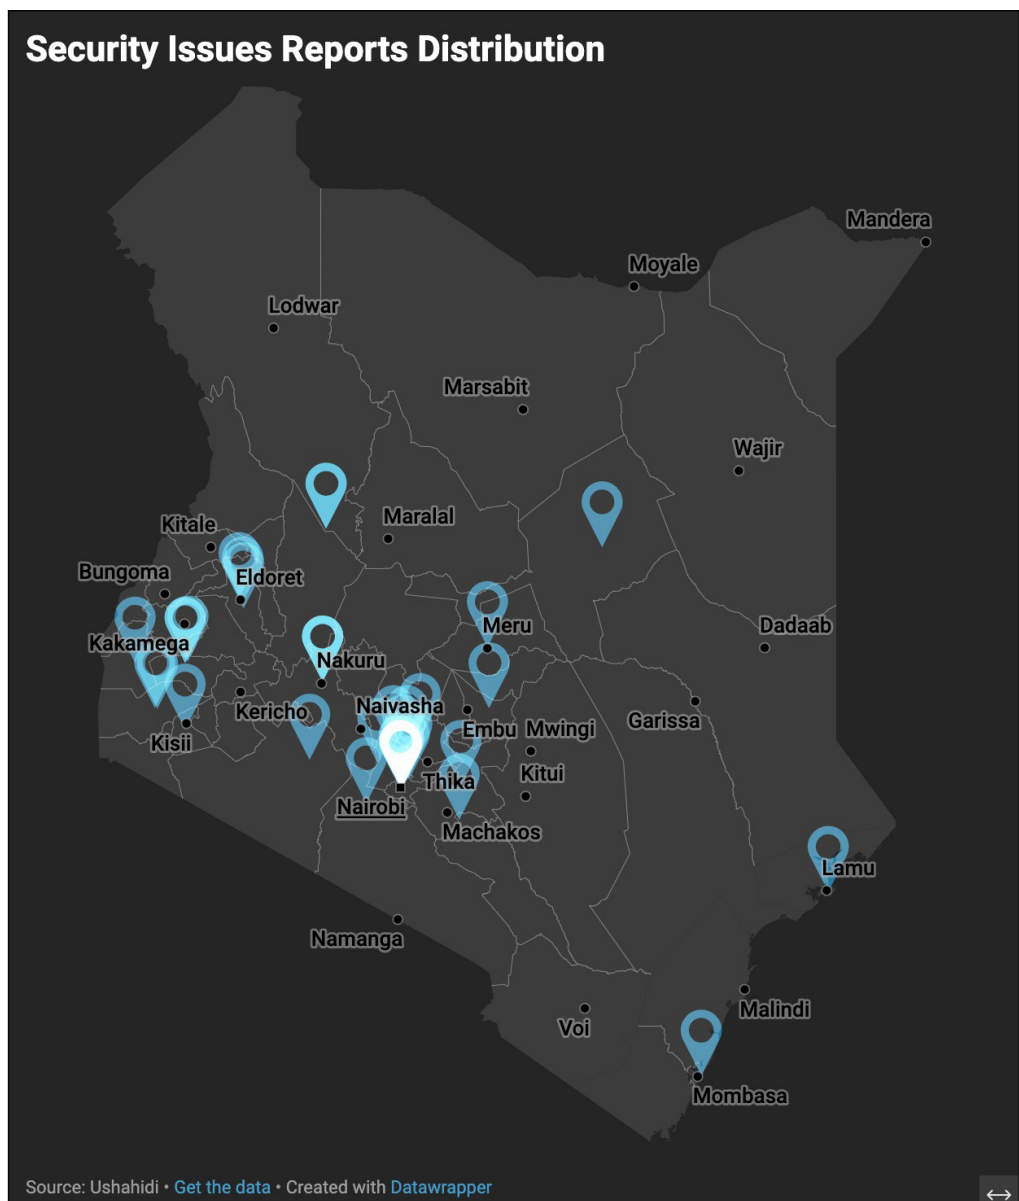 Security Issues Reports Distribution
Mandera
Moyale
Lodwar
Marsabit
Wajir
Maralal
Kitale
Bungoma
Eldoret
Meru
Dadaab
Kakamega
Nakuru
Naivasha
Kericho
Garissa
Embu
Mwingi
Kisii
Thika
Kitui
Nairobi
Machakos
Lamu
Namanga
Malindi
Voi
Mombasa
Source: Ushahidi • Get the data • Created with Datawrapper